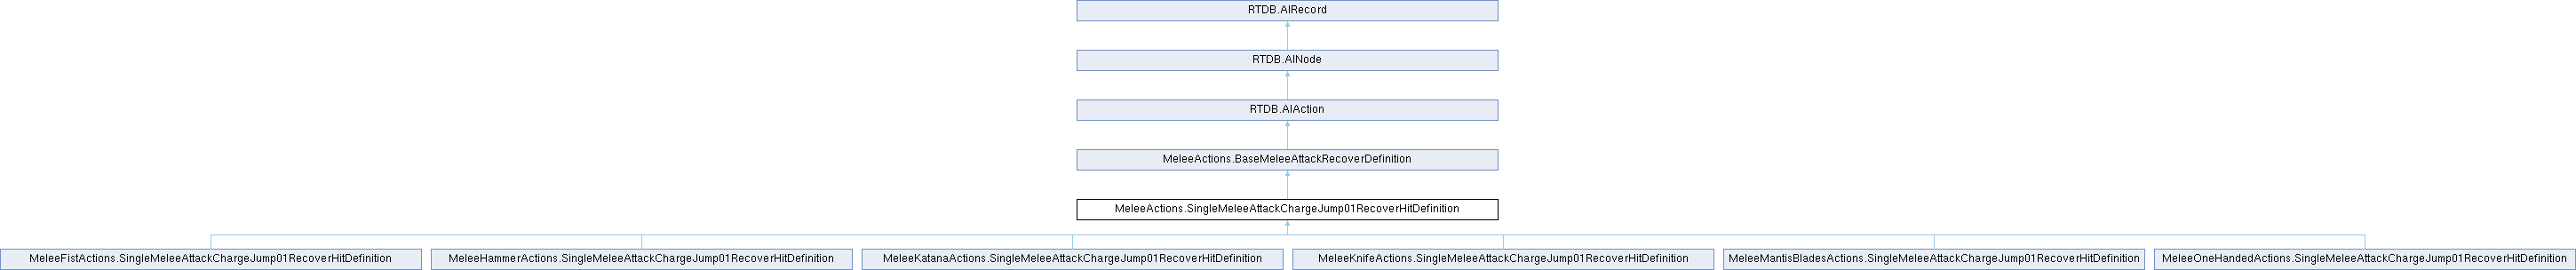 RTDB.AIRecord
RTDB.AINode
RTDB.AIAction
MeleeActions.BaseMeleeAttackRecoverDefinition
MeleeActions.SingleMeleeAttackChargeJump01RecoverHitDefinition
MeleeFistActions.SingleMeleeAttackChargeJump01RecoverHitDefinition
MeleeHammerActions.SingleMeleeAttackChargeJump01RecoverHitDefinition
MeleeKatanaActions.SingleMeleeAttackChargeJump01RecoverHitDefinition
MeleeKnifeActions.SingleMeleeAttackChargeJump01RecoverHitDefinition
MeleeMantisBladesActions.SingleMeleeAttackChargeJump01RecoverHitDefinition
MeleeOneHandedActions.SingleMeleeAttackChargeJump01RecoverHitDefinition